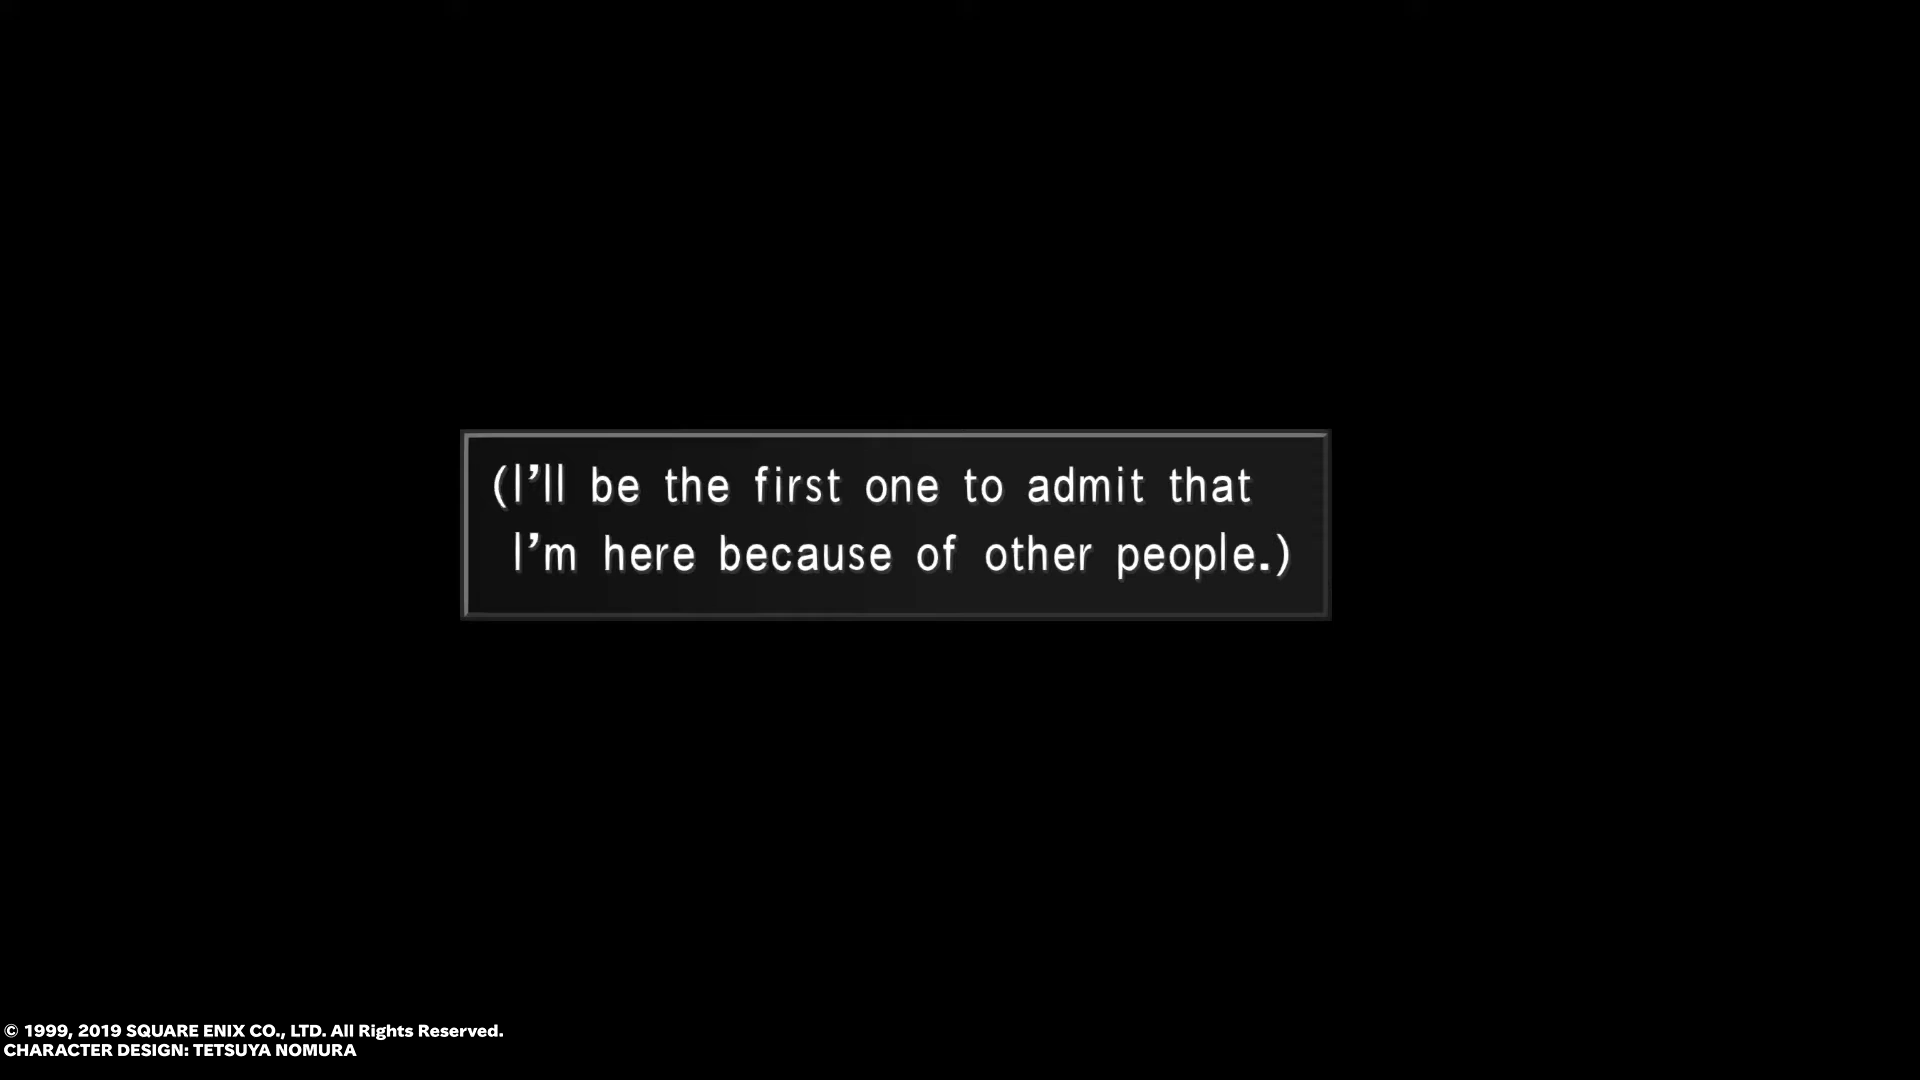 (I'll be the first one to admit that
I'm here because of other people.)
© 1999, 2019 SQUARE ENIX CO., LTD. All Rights Reserved.
CHARACTER DESIGN: TETSUYA NOMURA